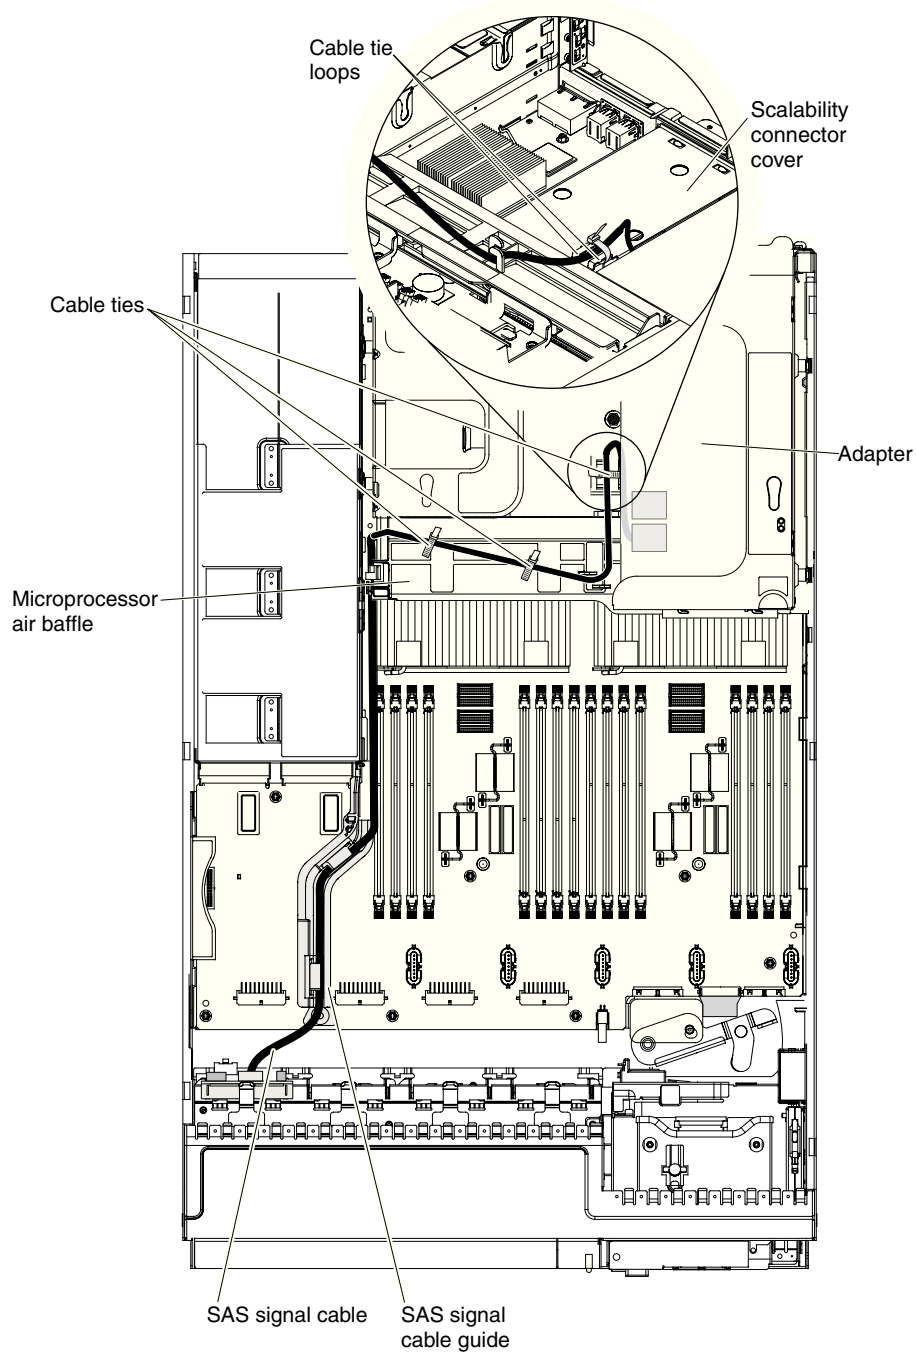 Cable tie
loops
Scalability
connector
cover
Cable ties
Adapter
Microprocessor
air baffle
SAS signal cable
SAS signal
cable guide